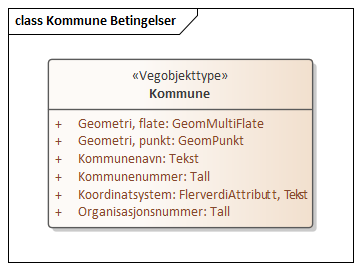 class Kommune Betingelser
«Vegobjekttype»
Kommune
+ Geometri, flate: GeomMultiFlate
+ Geometri, punkt: GeomPunkt
+ Kommunenavn: Tekst
+ Kommunenummer: Tall
+ Koordinatsystem: FlerverdiAttributt, Tekst
+ Organisasjonsnummer: Tall